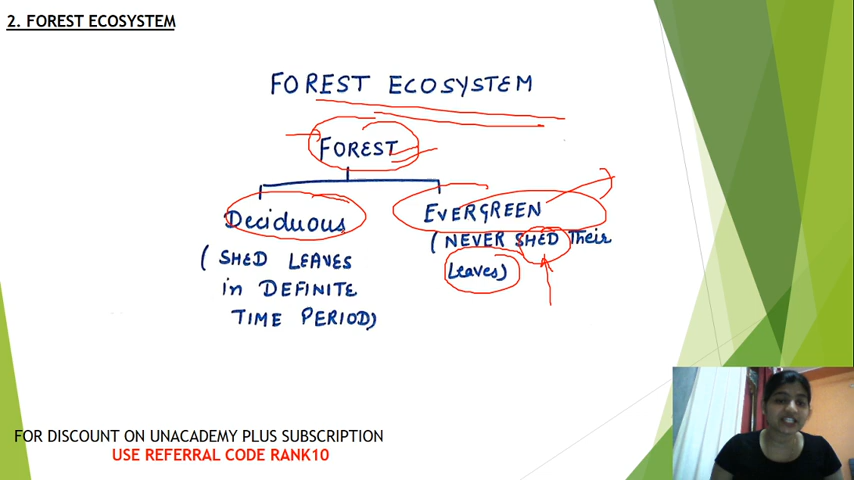 2. FOREST ECOSYSTEM
FOREST ECOSYSTEM
FOREST
Deciduous
(SHED LEAVES
in DEFINITE
TIME PERIOD)
EVERGREEN
(NEVER SHED Their
Leaves)
FOR DISCOUNT ON UNACADEMY PLUS SUBSCRIPTION
USE REFERRAL CODE RANK10